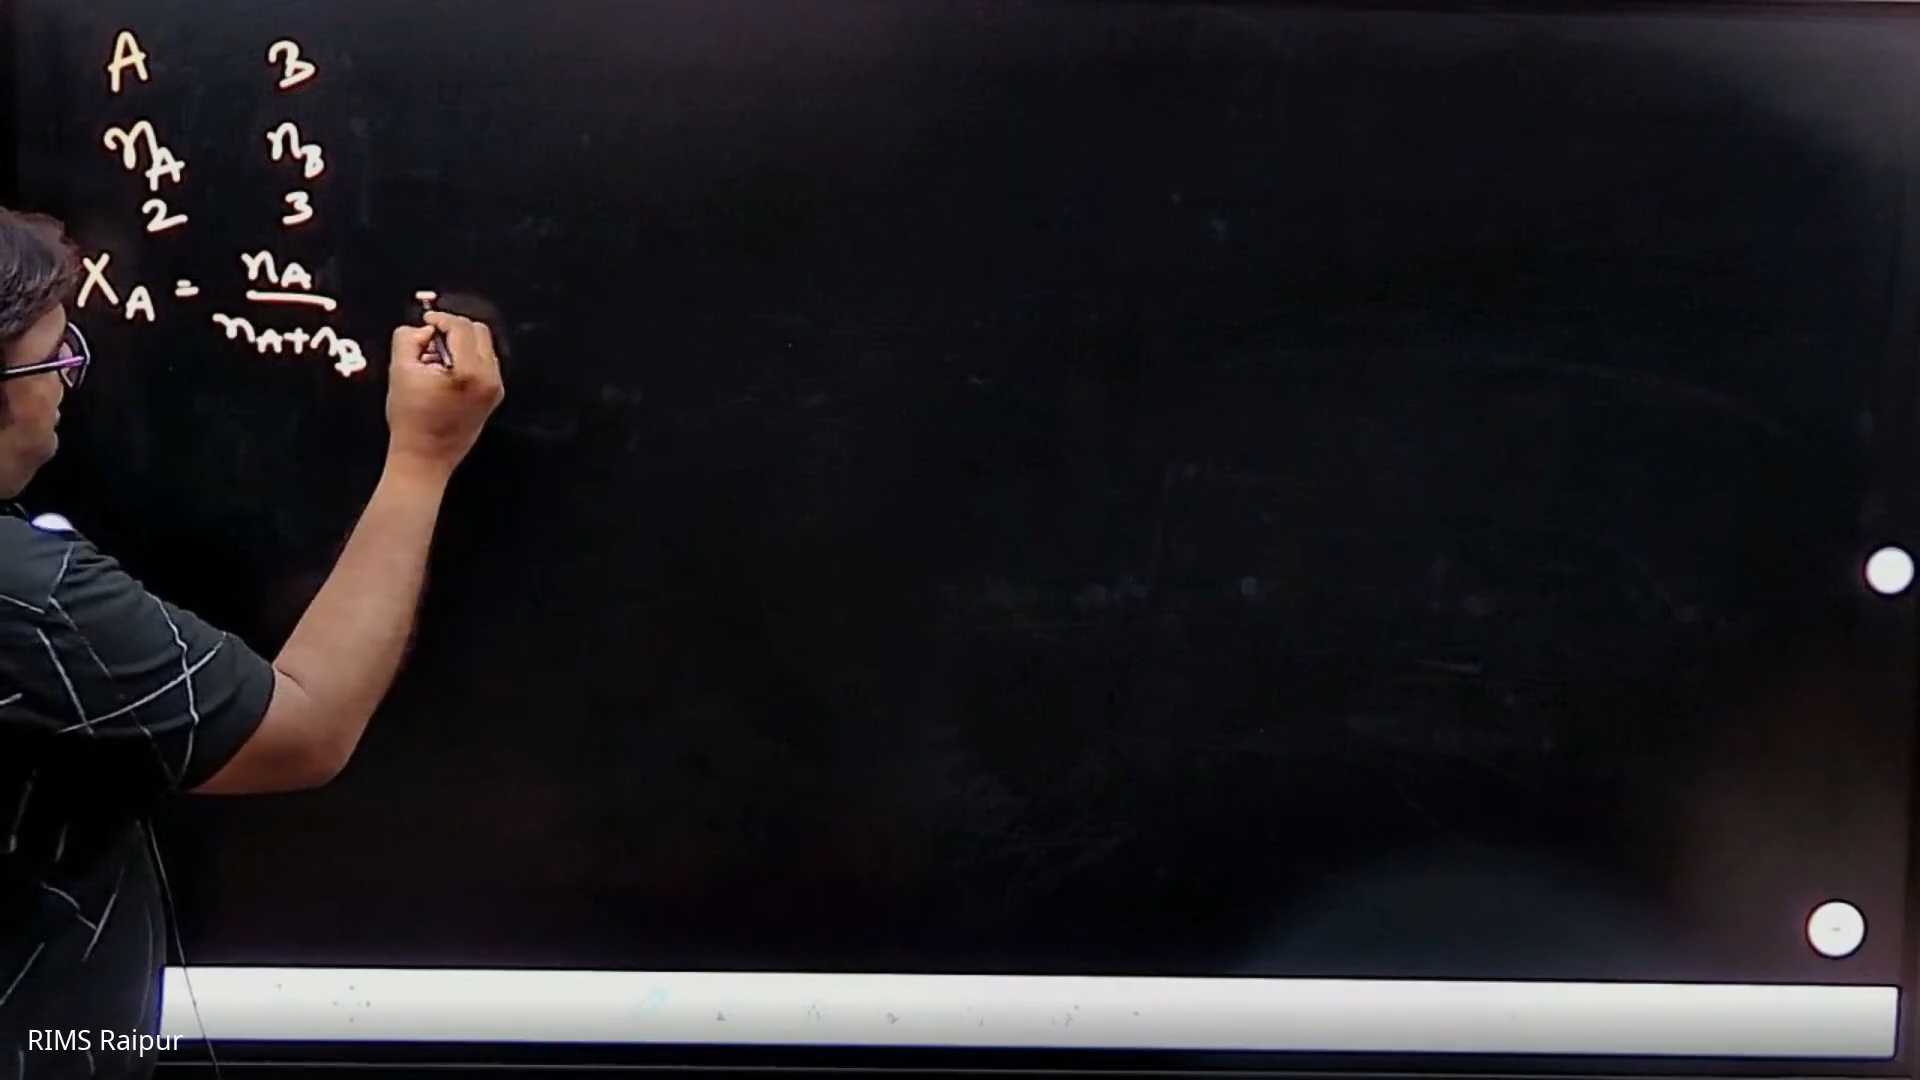 A B
nA nB
2 3
XA = nA / nA+nB =
RIMS Raipur